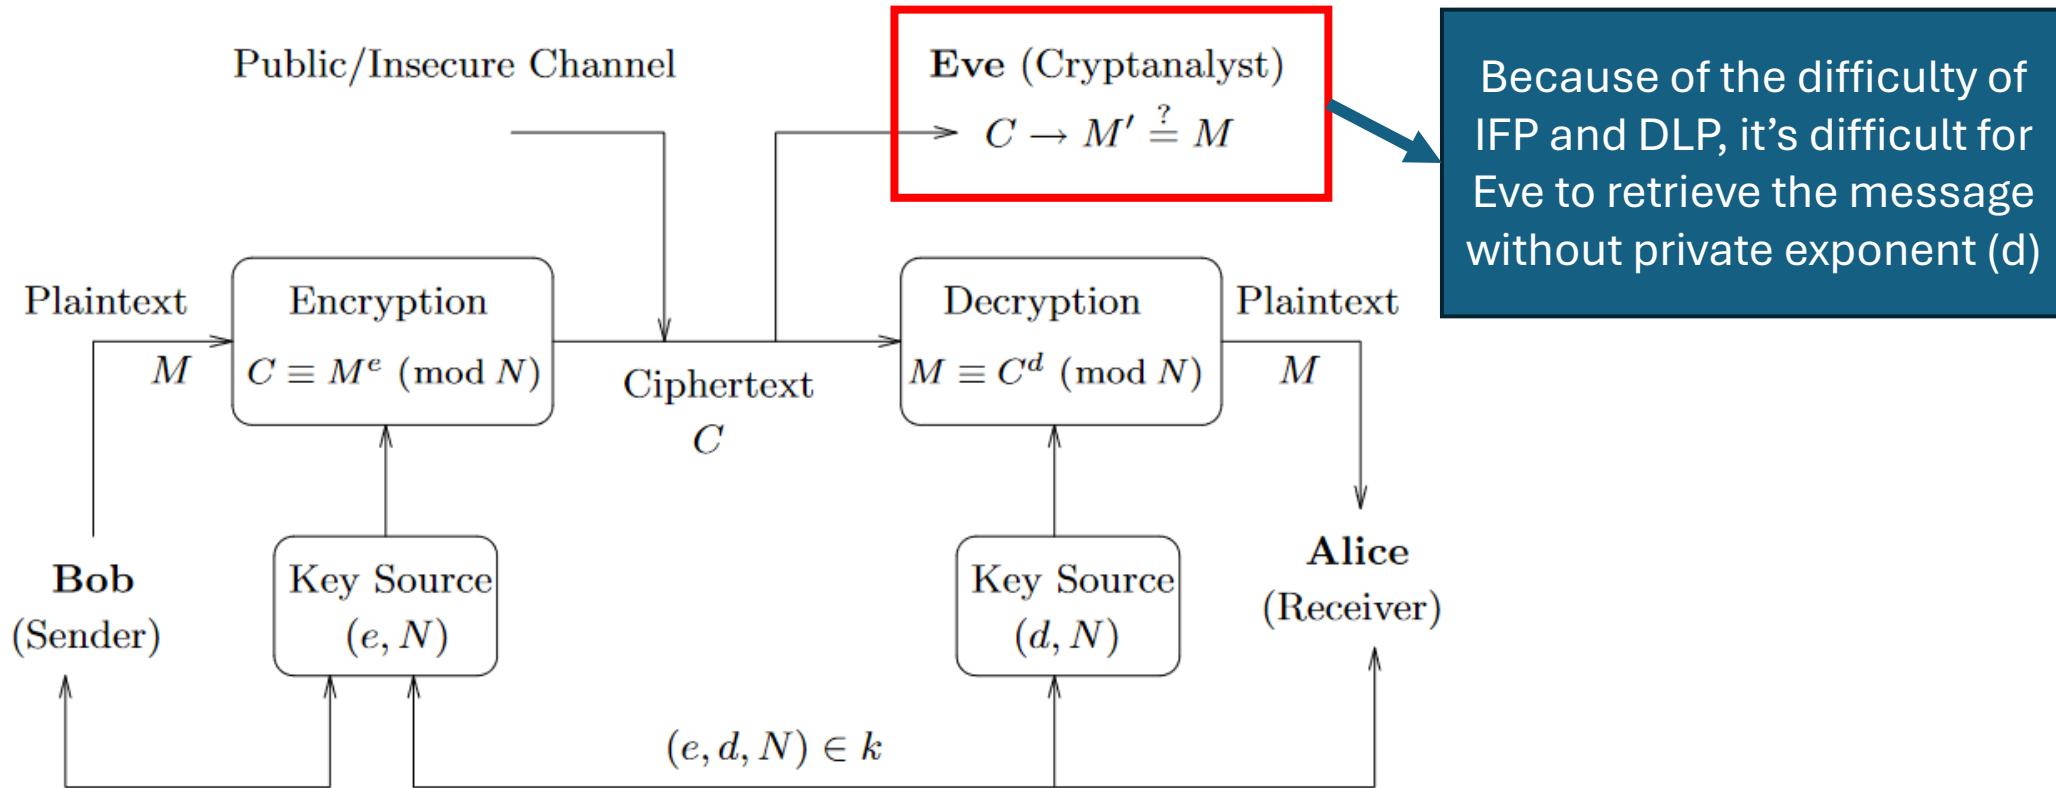 Public/Insecure Channel
Eve (Cryptanalyst)
C → M′ ≟ M
Because of the difficulty of
IFP and DLP, it’s difficult for
Eve to retrieve the message
without private exponent (d)
Plaintext
M
Encryption
C ≡ M^e (mod N)
Ciphertext
C
Decryption
M ≡ C^d (mod N)
Plaintext
M
Bob
(Sender)
Key Source
(e, N)
Key Source
(d, N)
Alice
(Receiver)
(e, d, N) ∈ k